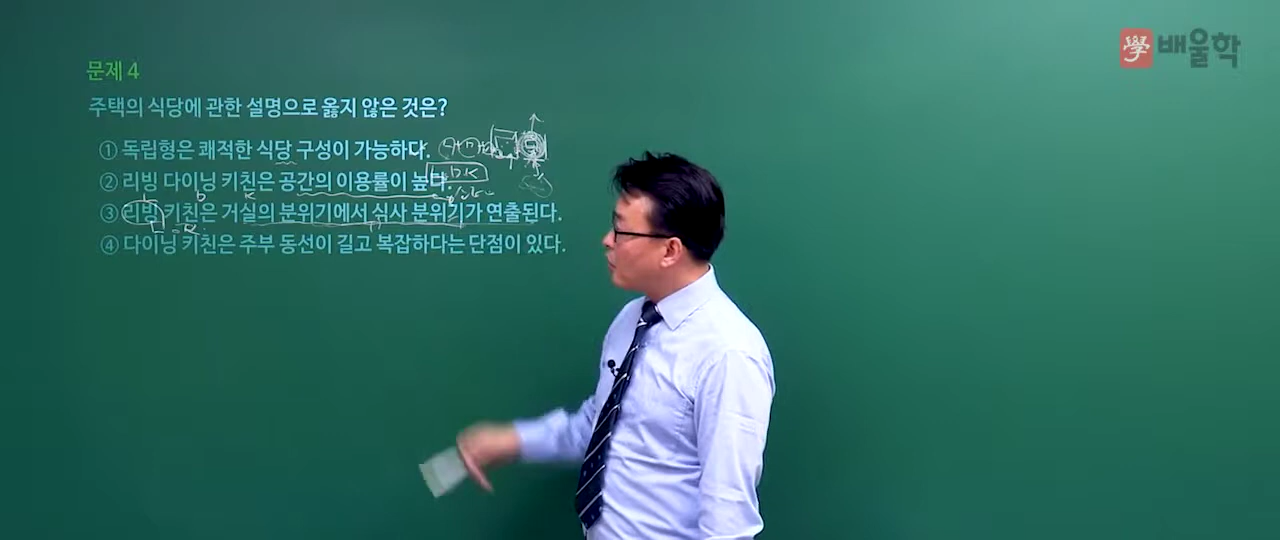 學 배울학
문제 4
주택의 식당에 관한 설명으로 옳지 않은 것은?
① 독립형은 쾌적한 식당 구성이 가능하다.
② 리빙 다이닝 키친은 공간의 이용률이 높다.
③ 리빙 키친은 거실의 분위기에서 식사 분위기가 연출된다.
④ 다이닝 키친은 주부 동선이 길고 복잡하다는 단점이 있다.